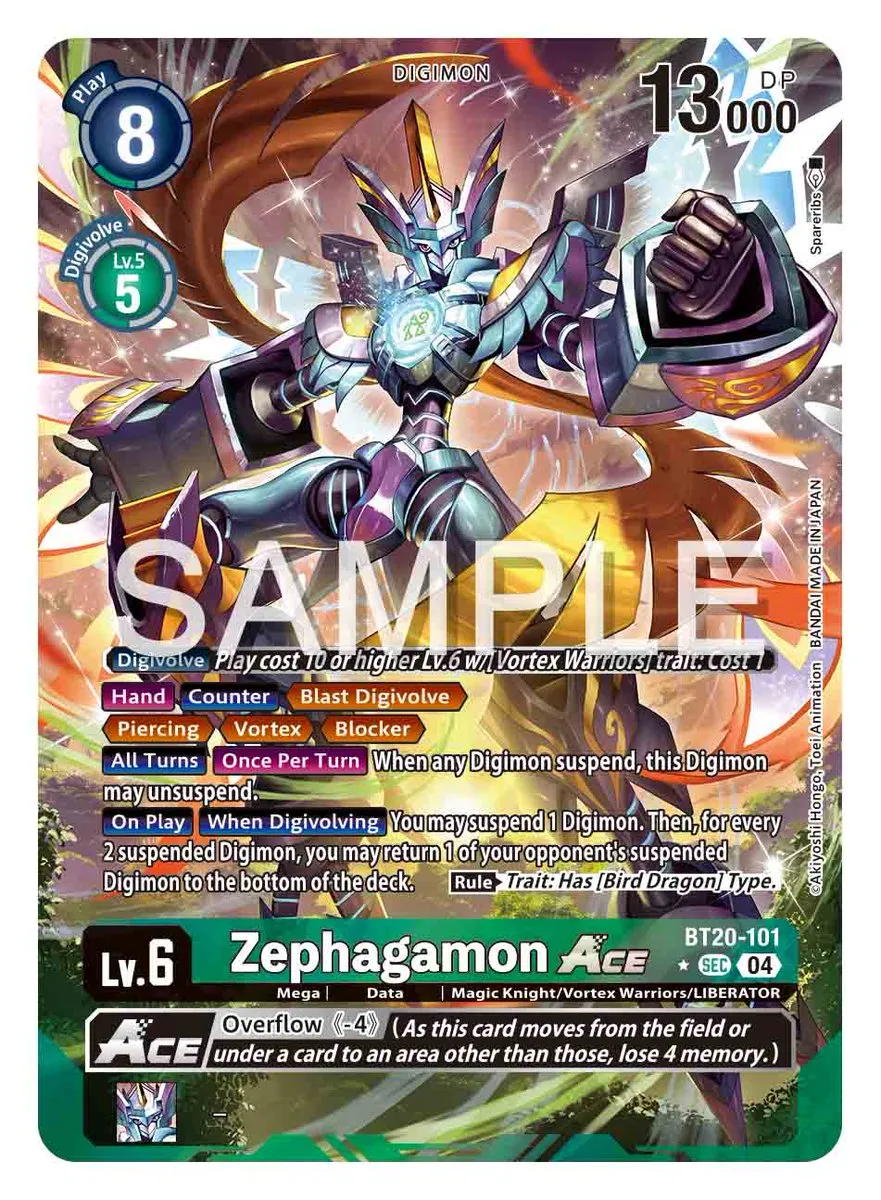 DIGIMON
Play
8
13000
DP
Digivolve
Lv.5
5
Spareribs
SAMPLE
Digivolve Play cost 10 or higher Lv.6 w/[Vortex Warriors] trait: Cost 1
Hand Counter Blast Digivolve
Piercing Vortex Blocker
All Turns Once Per Turn When any Digimon suspend, this Digimon
may unsuspend.
On Play When Digivolving You may suspend 1 Digimon. Then, for every
2 suspended Digimon, you may return 1 of your opponent's suspended
Digimon to the bottom of the deck. Rule Trait: Has [Bird Dragon] Type.
©Akiyoshi Hongo, Toei Animation BANDAI MADE IN JAPAN
Lv.6
Zephagamon ACE
BT20-101
SEC 04
Mega | Data | Magic Knight/Vortex Warriors/LIBERATOR
ACE Overflow 《-4》 (As this card moves from the field or
under a card to an area other than those, lose 4 memory.)
–